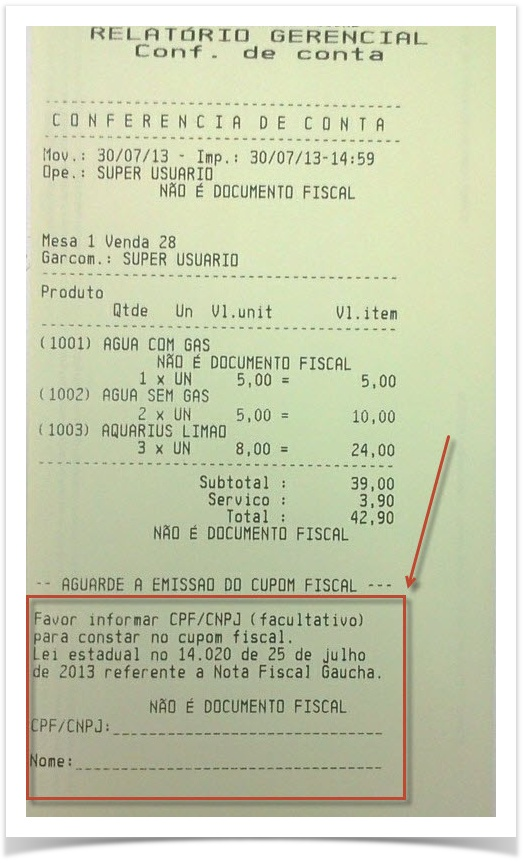 RELATÓRIO GERENCIAL
Conf. de conta
C O N F E R E N C I A D E C O N T A
Mov.: 30/07/13 - Imp.: 30/07/13-14:59
Ope.: SUPER USUARIO
NÃO É DOCUMENTO FISCAL
Mesa 1 Venda 28
Garcom.: SUPER USUARIO
Produto
Qtde Un Vl.unit Vl.item
(1001) AGUA COM GAS
NÃO É DOCUMENTO FISCAL
1 x UN 5,00 = 5,00
(1002) AGUA SEM GAS
2 x UN 5,00 = 10,00
(1003) AQUARIUS LIMAO
3 x UN 8,00 = 24,00
Subtotal : 39,00
Servico : 3,90
Total : 42,90
NÃO É DOCUMENTO FISCAL
-- AGUARDE A EMISSAO DO CUPOM FISCAL ---
Favor informar CPF/CNPJ (facultativo)
para constar no cupom fiscal.
Lei estadual no 14.020 de 25 de julho
de 2013 referente a Nota Fiscal Gaucha.
NÃO É DOCUMENTO FISCAL
CPF/CNPJ:______________________________
Nome:__________________________________